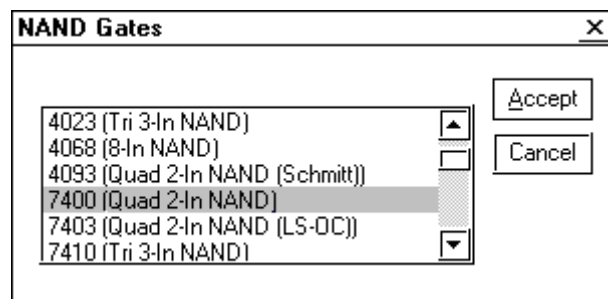 NAND Gates
4023 (Tri 3-In NAND)
4068 (8-In NAND)
4093 (Quad 2-In NAND (Schmitt))
7400 (Quad 2-In NAND)
7403 (Quad 2-In NAND (LS-OC))
7410 (Tri 3-In NAND)
Accept
Cancel